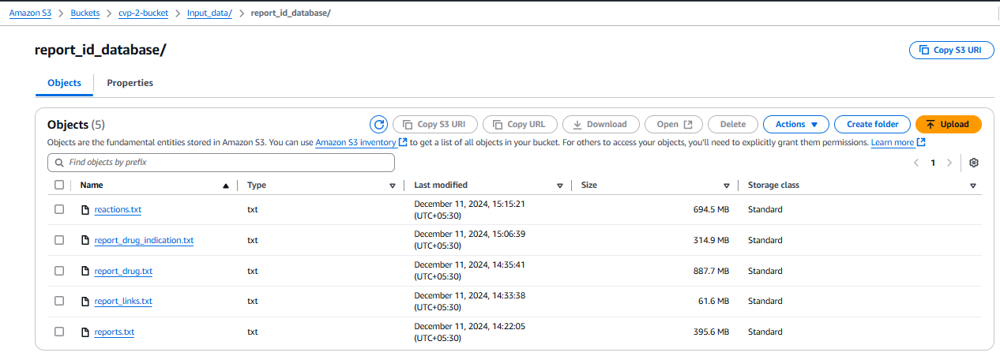 Amazon S3 > Buckets > cvp-2-bucket > Input_data/ > report_id_database/
report_id_database/
Copy S3 URI
Objects Properties
Objects (5)
Copy S3 URI Copy URL Download Open Delete Actions Create folder Upload
Objects are the fundamental entities stored in Amazon S3. You can use Amazon S3 inventory to get a list of all objects in your bucket. For others to access your objects, you'll need to explicitly grant them permissions. Learn more
Find objects by prefix
1
Name Type Last modified Size Storage class
reactions.txt txt December 11, 2024, 15:15:21 (UTC+05:30) 694.5 MB Standard
report_drug_indication.txt txt December 11, 2024, 15:06:39 (UTC+05:30) 314.9 MB Standard
report_drug.txt txt December 11, 2024, 14:35:41 (UTC+05:30) 887.7 MB Standard
report_links.txt txt December 11, 2024, 14:33:38 (UTC+05:30) 61.6 MB Standard
reports.txt txt December 11, 2024, 14:22:05 (UTC+05:30) 395.6 MB Standard